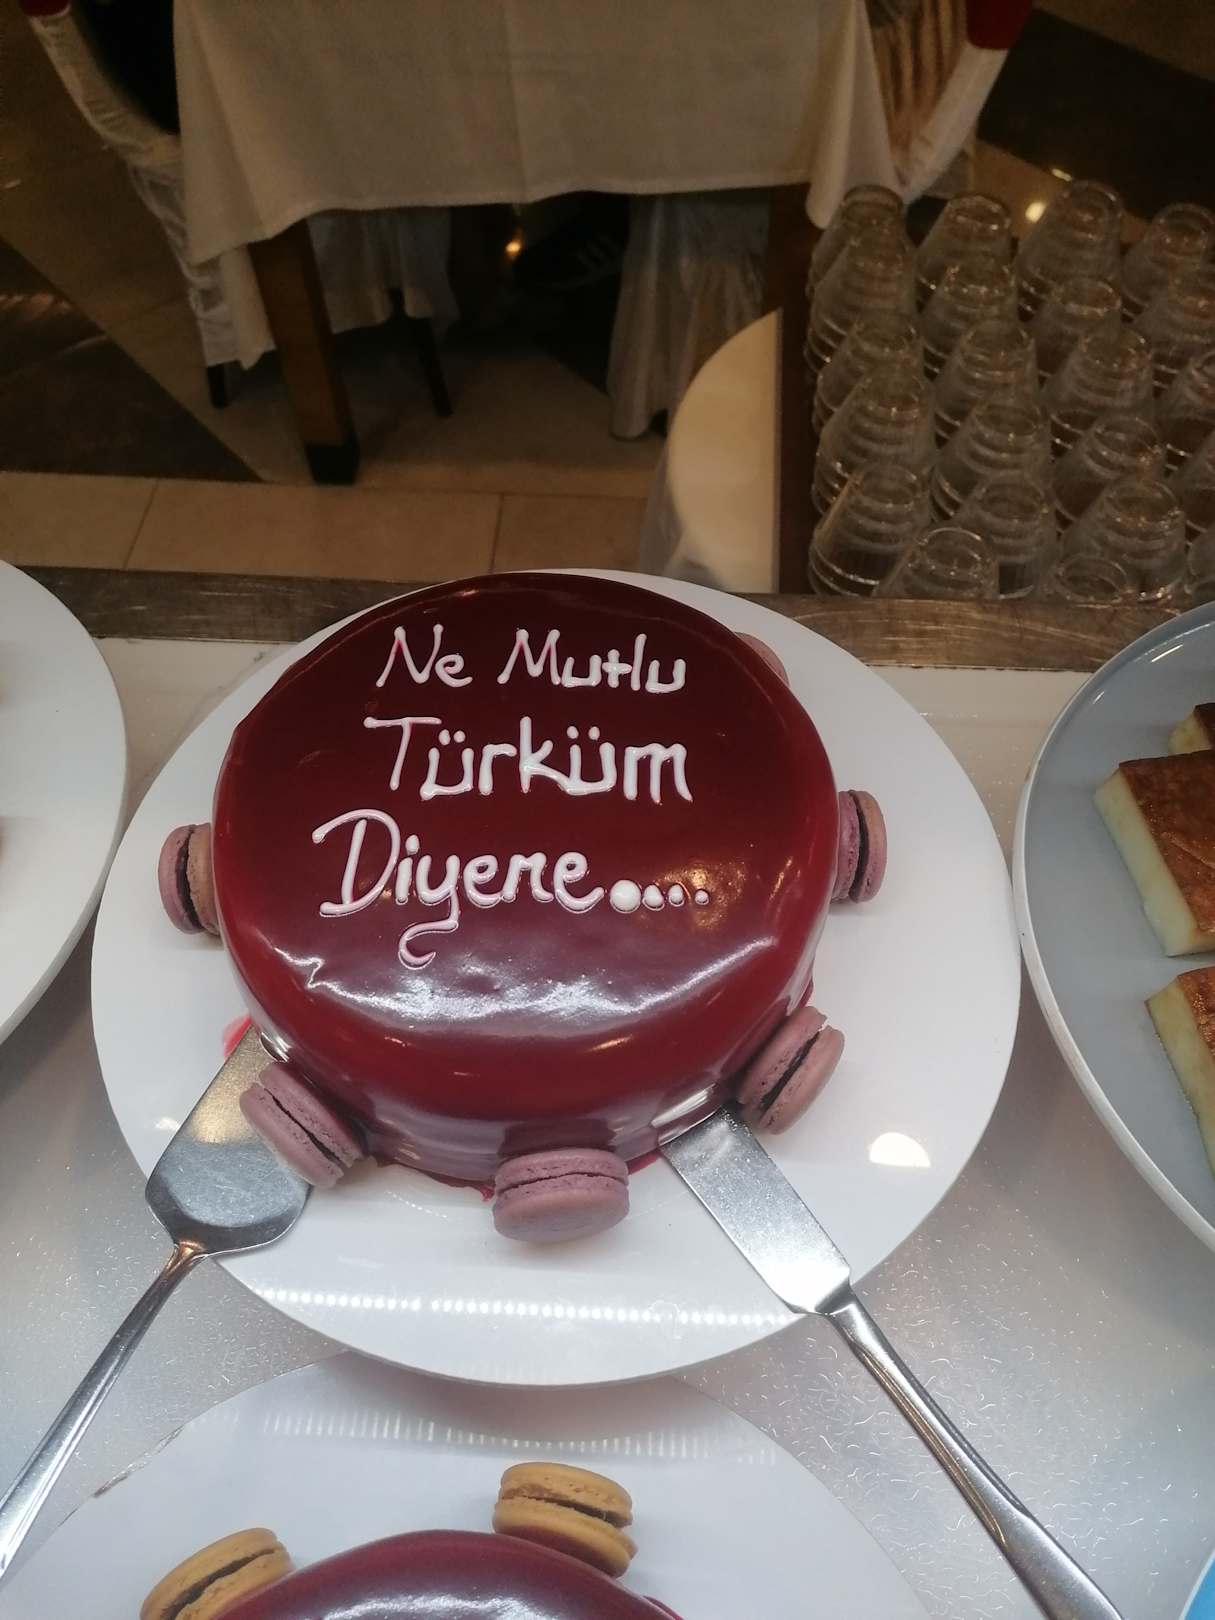 Ne Mutlu
Türküm
Diyene....